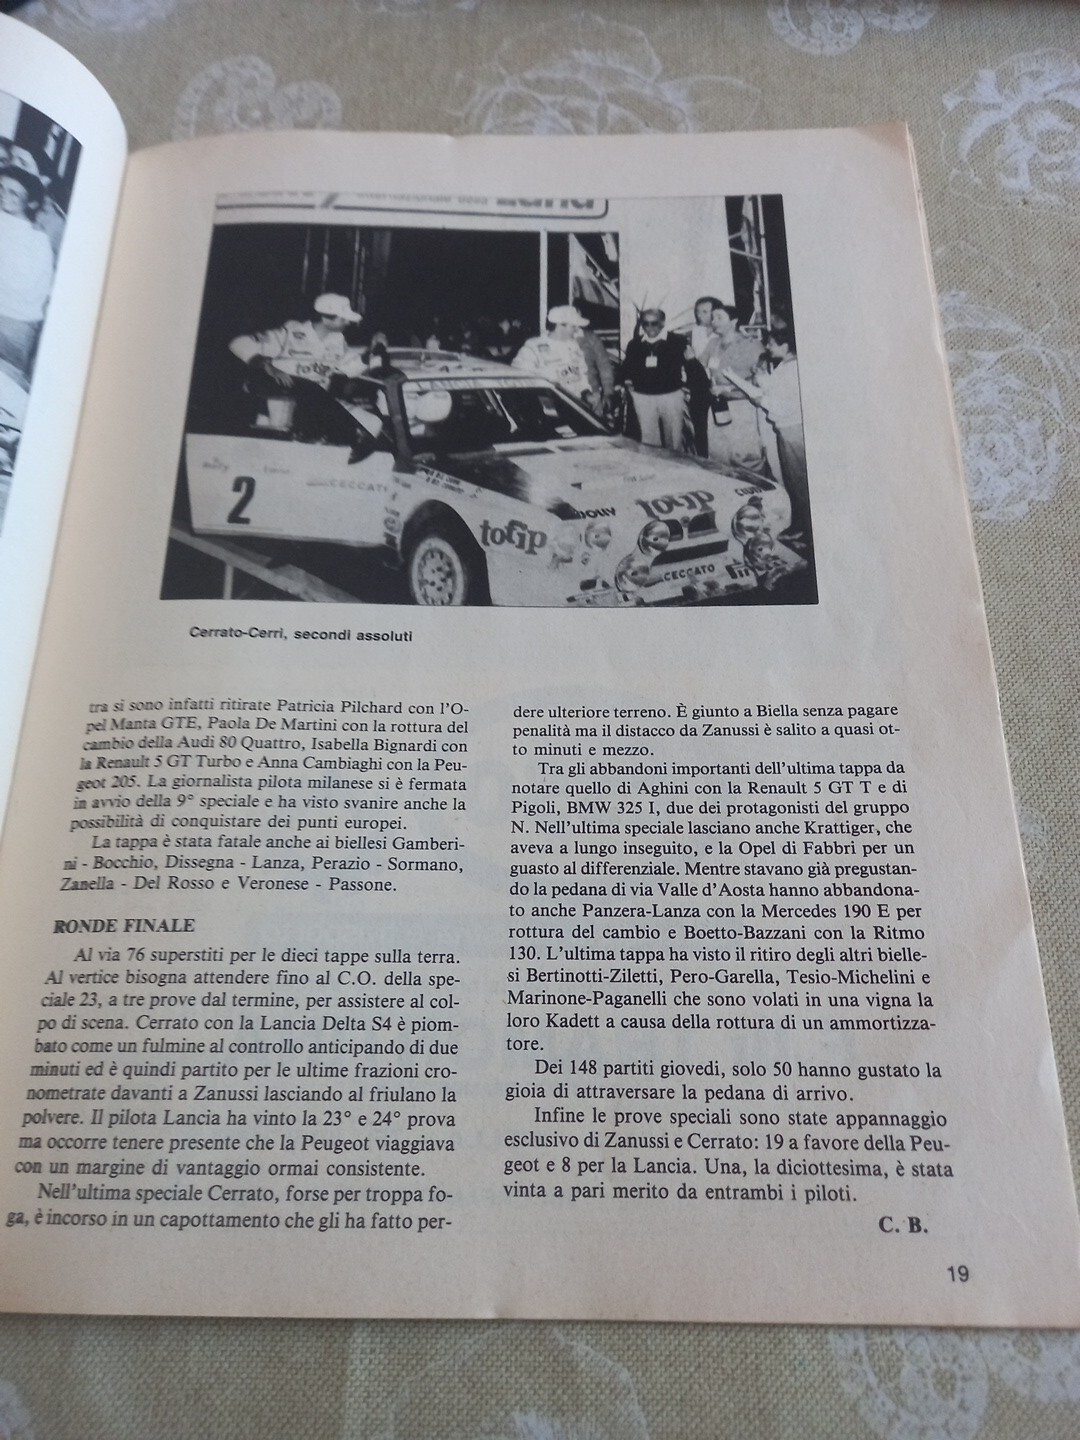 Lana
LANCIA TOTIP
totip
2
CECCATO
totip
JOLLY
totip
CLUB
CECCATO
Cerrato-Cerri, secondi assoluti
tra si sono infatti ritirate Patricia Pilchard con l'O-
pel Manta GTE, Paola De Martini con la rottura del
cambio della Audi 80 Quattro, Isabella Bignardi con
la Renault 5 GT Turbo e Anna Cambiaghi con la Peu-
geot 205. La giornalista pilota milanese si è fermata
in avvio della 9° speciale e ha visto svanire anche la
possibilità di conquistare dei punti europei.
La tappa è stata fatale anche ai biellesi Gamberi-
ni - Bocchio, Dissegna - Lanza, Perazio - Sormano,
Zanella - Del Rosso e Veronese - Passone.
RONDE FINALE
Al via 76 superstiti per le dieci tappe sulla terra.
Al vertice bisogna attendere fino al C.O. della spe-
ciale 23, a tre prove dal termine, per assistere al col-
po di scena. Cerrato con la Lancia Delta S4 è piom-
bato come un fulmine al controllo anticipando di due
minuti ed è quindi partito per le ultime frazioni cro-
nometrate davanti a Zanussi lasciando al friulano la
polvere. Il pilota Lancia ha vinto la 23° e 24° prova
ma occorre tenere presente che la Peugeot viaggiava
con un margine di vantaggio ormai consistente.
Nell'ultima speciale Cerrato, forse per troppa fo-
ga, è incorso in un capottamento che gli ha fatto per-
dere ulteriore terreno. È giunto a Biella senza pagare
penalità ma il distacco da Zanussi è salito a quasi ot-
to minuti e mezzo.
Tra gli abbandoni importanti dell'ultima tappa da
notare quello di Aghini con la Renault 5 GT T e di
Pigoli, BMW 325 I, due dei protagonisti del gruppo
N. Nell'ultima speciale lasciano anche Krattiger, che
aveva a lungo inseguito, e la Opel di Fabbri per un
guasto al differenziale. Mentre stavano già pregustan-
do la pedana di via Valle d'Aosta hanno abbandona-
to anche Panzera-Lanza con la Mercedes 190 E per
rottura del cambio e Boetto-Bazzani con la Ritmo
130. L'ultima tappa ha visto il ritiro degli altri bielle-
si Bertinotti-Ziletti, Pero-Garella, Tesio-Michelini e
Marinone-Paganelli che sono volati in una vigna la
loro Kadett a causa della rottura di un ammortizza-
tore.
Dei 148 partiti giovedì, solo 50 hanno gustato la
gioia di attraversare la pedana di arrivo.
Infine le prove speciali sono state appannaggio
esclusivo di Zanussi e Cerrato: 19 a favore della Peu-
geot e 8 per la Lancia. Una, la diciottesima, è stata
vinta a pari merito da entrambi i piloti.
C. B.
19